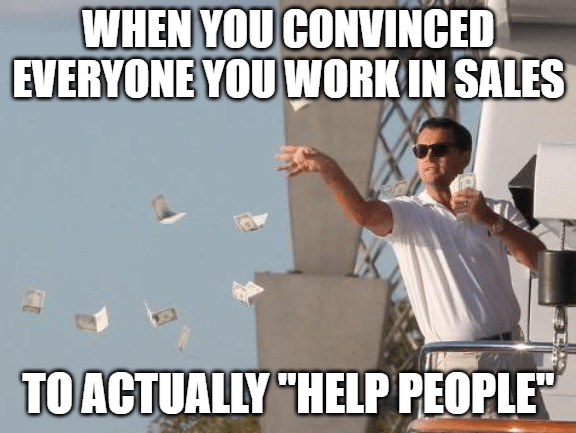 WHEN YOU CONVINCED
EVERYONE YOU WORK IN SALES
TO ACTUALLY "HELP PEOPLE"